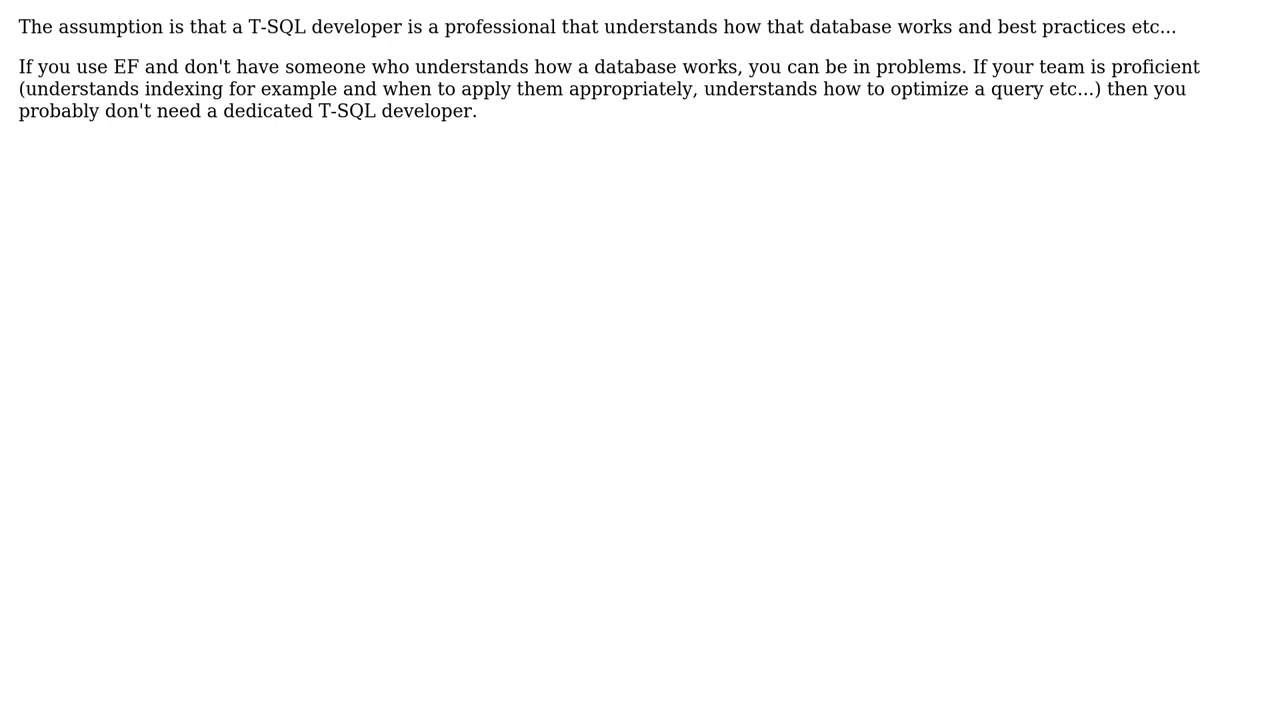 The assumption is that a T-SQL developer is a professional that understands how that database works and best practices etc...
If you use EF and don't have someone who understands how a database works, you can be in problems. If your team is proficient
(understands indexing for example and when to apply them appropriately, understands how to optimize a query etc...) then you
probably don't need a dedicated T-SQL developer.